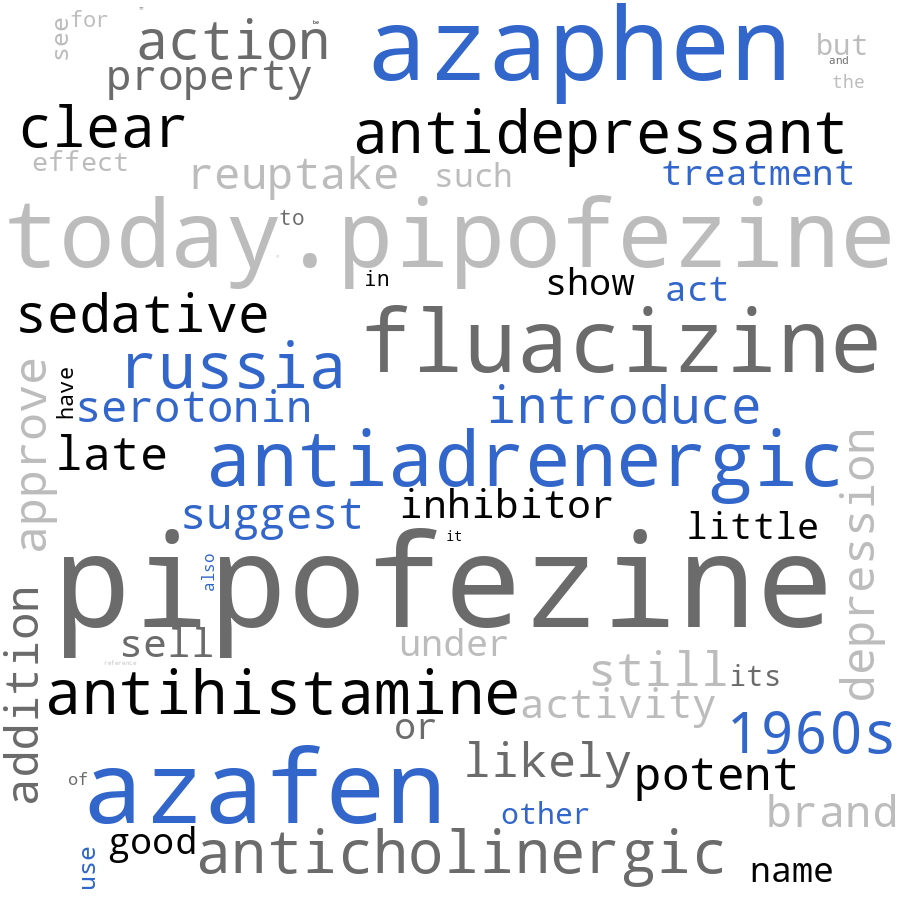 for
see
action
azaphen
but
and
the
property
clear
antidepressant
effect
reuptake
such
treatment
today.pipofezine
to
in
show
act
sedative
fluacizine
russia
approve
have
serotonin
introduce
late
antiadrenergic
depression
suggest
inhibitor
little
it
pipofezine
also
addition
sell
under
reference
still
its
antihistamine
activity
or
1960s
likely
potent
of
azafen
other
brand
good
anticholinergic
use
name